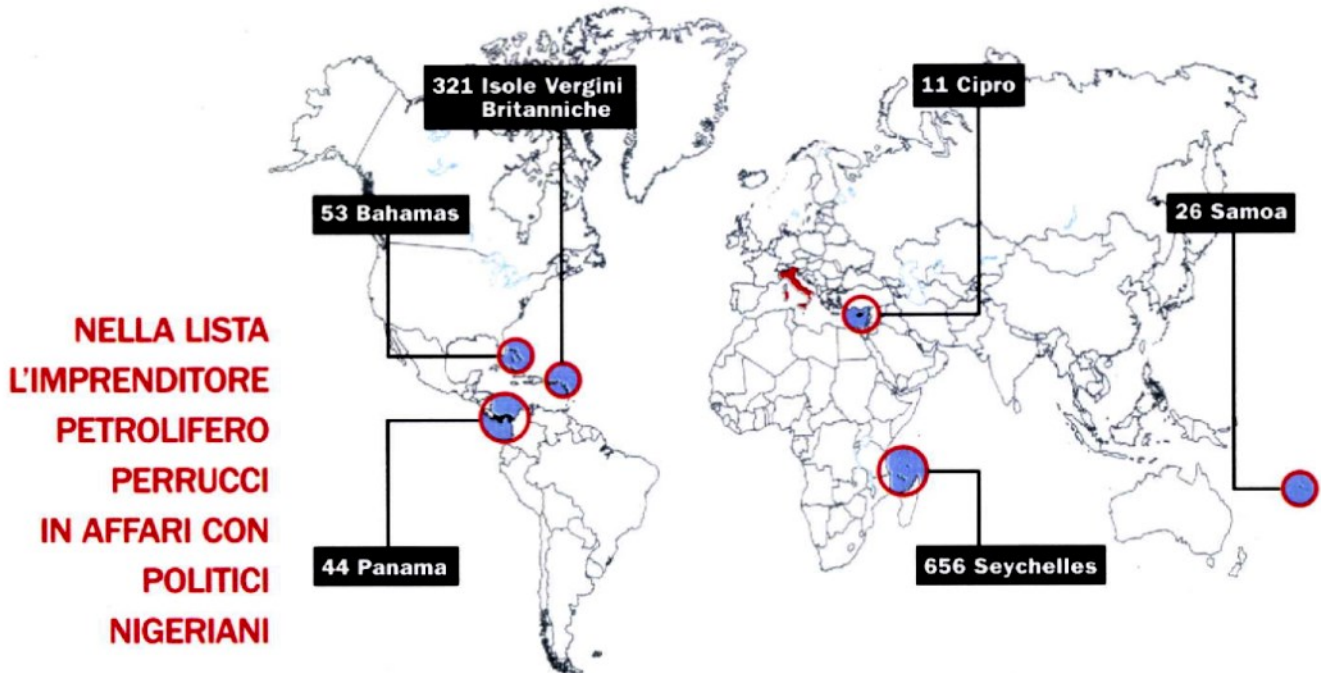 321 Isole Vergini
Britanniche
11 Cipro
53 Bahamas
26 Samoa
NELLA LISTA
L'IMPRENDITORE
PETROLIFERO
PERRUCCI
IN AFFARI CON
POLITICI
NIGERIANI
44 Panama
656 Seychelles